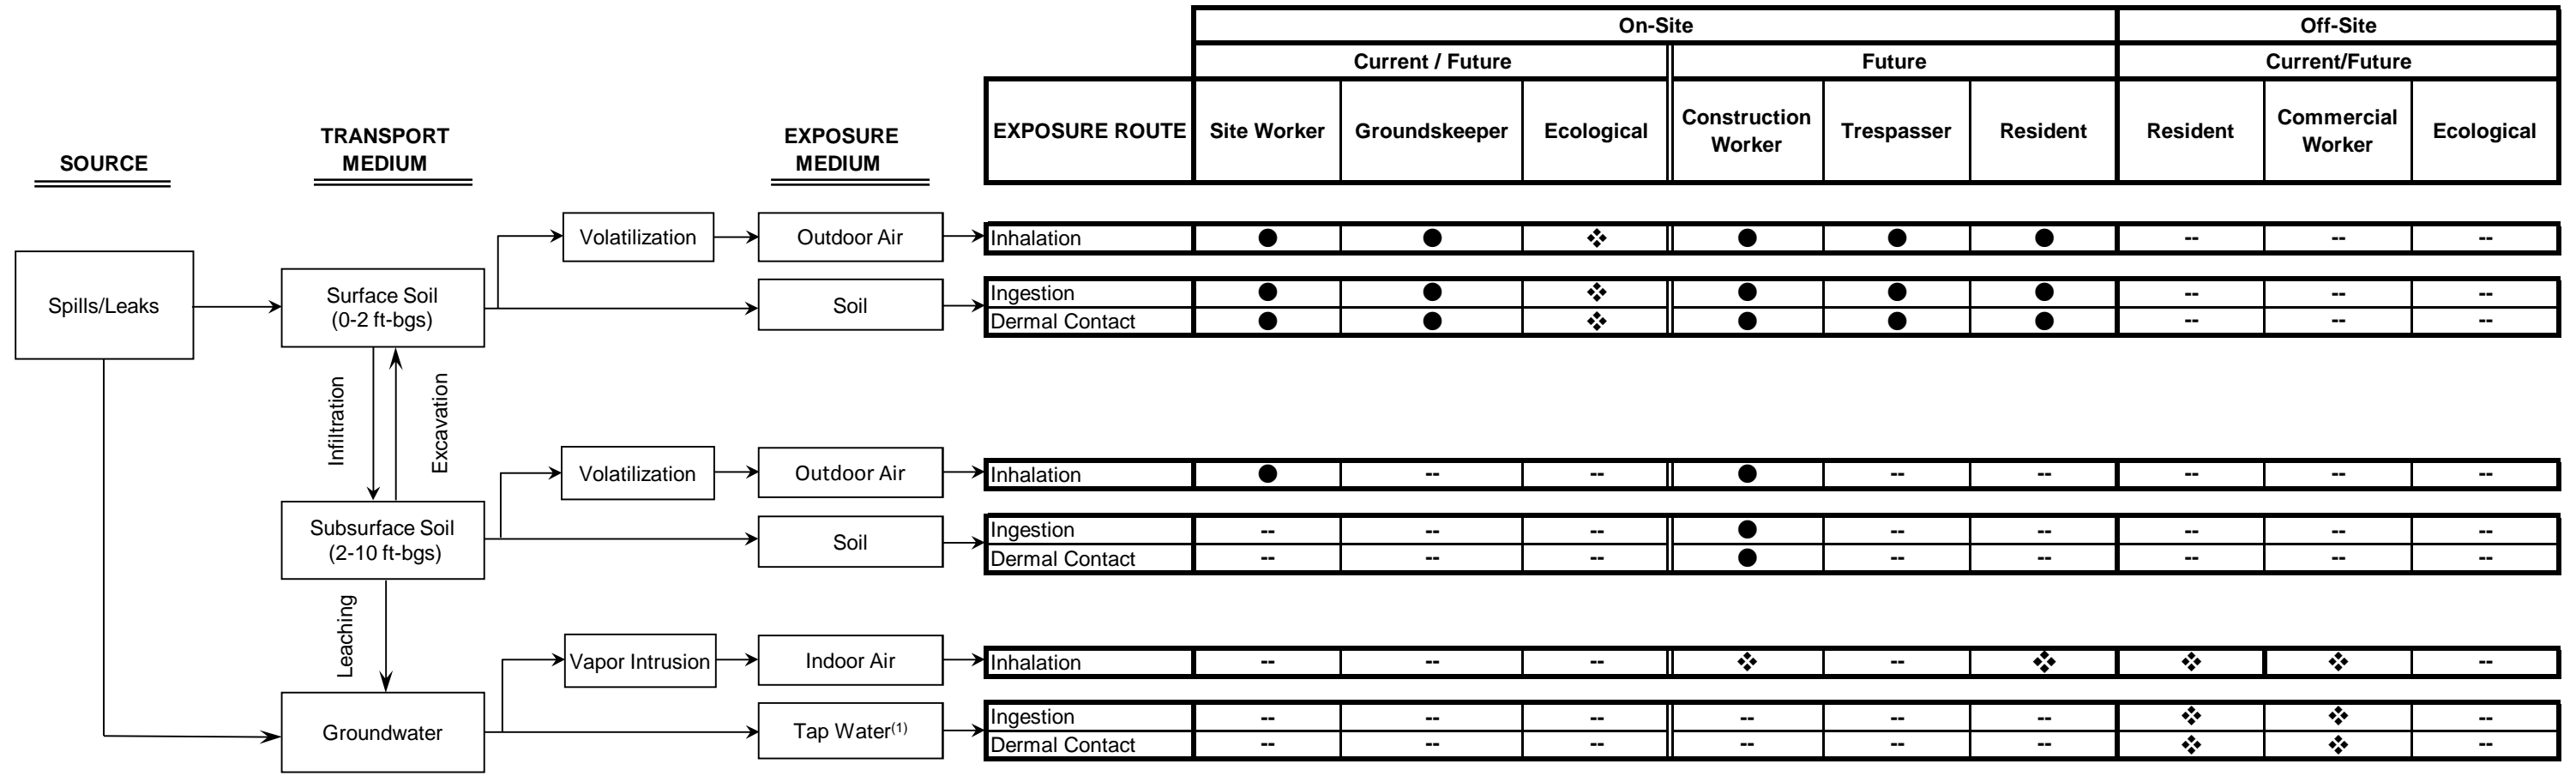 On-Site Off-Site
Current / Future Future Current/Future
EXPOSURE ROUTE Site Worker Groundskeeper Ecological Construction Worker Trespasser Resident Resident Commercial Worker Ecological
SOURCE
TRANSPORT
MEDIUM
EXPOSURE
MEDIUM
Volatilization Outdoor Air Inhalation ● ● ❖ ● ● ● -- -- --
Spills/Leaks
Surface Soil
(0-2 ft-bgs)
Soil
Ingestion ● ● ❖ ● ● ● -- -- --
Dermal Contact ● ● ❖ ● ● ● -- -- --
Infiltration
Excavation
Volatilization Outdoor Air Inhalation ● -- -- ● -- -- -- -- --
Subsurface Soil
(2-10 ft-bgs)
Soil
Ingestion -- -- -- ● -- -- -- -- --
Dermal Contact -- -- -- ● -- -- -- -- --
Leaching
Vapor Intrusion Indoor Air Inhalation -- -- -- ❖ -- ❖ ❖ ❖ --
Groundwater
Tap Water(1)
Ingestion -- -- -- -- -- -- ❖ ❖ --
Dermal Contact -- -- -- -- -- -- ❖ ❖ --